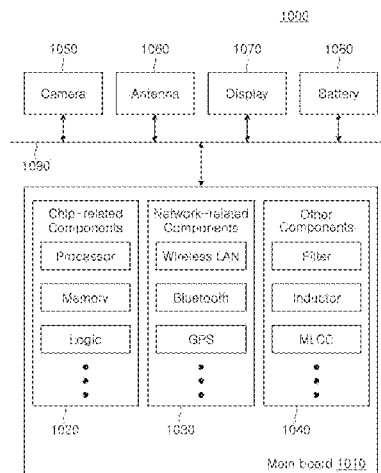 1000
1050 1060 1070 1080
Camera Antenna Display Battery
1090
Chip-related Components
Network-related Components
Other Components
Processor Wireless LAN Filter
Memory Bluetooth Inductor
Logic GPS MLCC
1020 1030 1040
Main board 1010